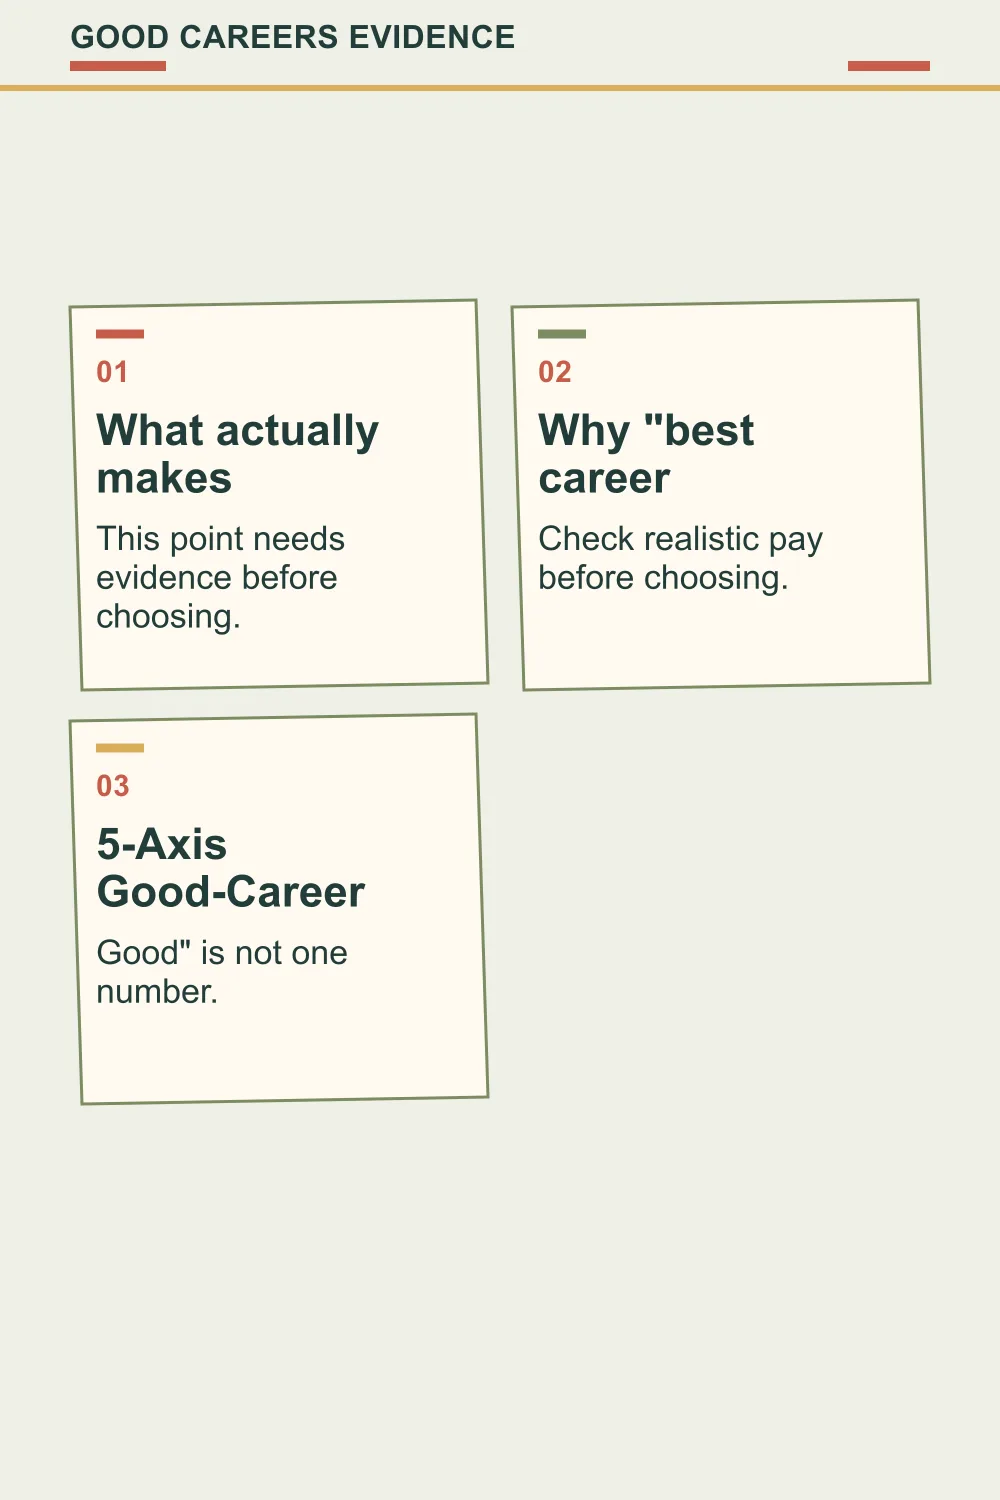 GOOD CAREERS EVIDENCE
01
What actually
makes
This point needs
evidence before
choosing.
02
Why "best
career
Check realistic pay
before choosing.
03
5-Axis
Good-Career
Good" is not one
number.